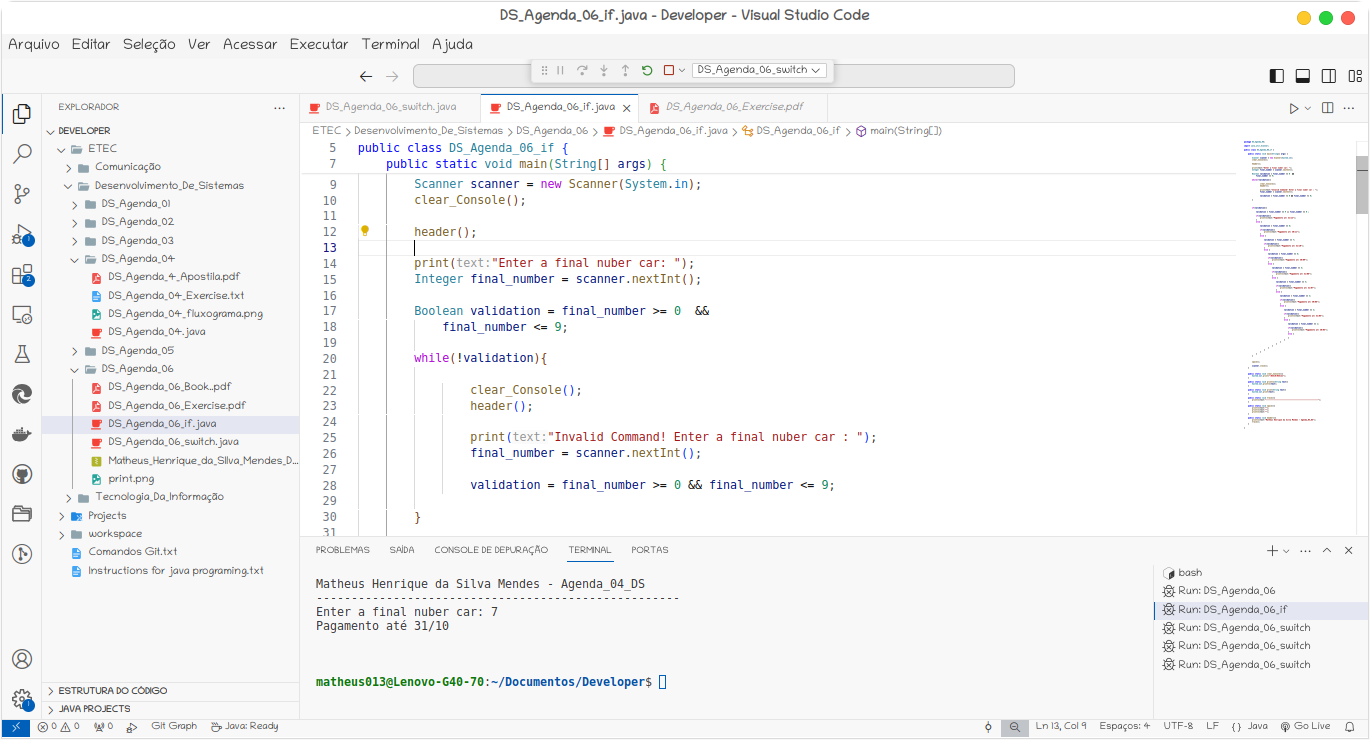 DS_Agenda_06_if.java - Developer - Visual Studio Code
Arquivo Editar Seleção Ver Acessar Executar Terminal Ajuda
DS_Agenda_06_switch
EXPLORADOR
DEVELOPER
ETEC
Comunicação
Desenvolvimento_De_Sistemas
DS_Agenda_01
DS_Agenda_02
DS_Agenda_03
DS_Agenda_04
DS_Agenda_4_Apostila.pdf
DS_Agenda_04_Exercise.txt
DS_Agenda_04_fluxograma.png
DS_Agenda_04.java
DS_Agenda_05
DS_Agenda_06
DS_Agenda_06_Book..pdf
DS_Agenda_06_Exercise.pdf
DS_Agenda_06_if.java
DS_Agenda_06_switch.java
Matheus_Henrique_da_Silva_Mendes_D...
print.png
Tecnologia_Da_Informação
Projects
workspace
Comandos Git.txt
Instructions for java programing.txt
ESTRUTURA DO CÓDIGO
JAVA PROJECTS
1
2
1
DS_Agenda_06_switch.java DS_Agenda_06_if.java DS_Agenda_06_Exercise.pdf
ETEC > Desenvolvimento_De_Sistemas > DS_Agenda_06 > DS_Agenda_06_if.java > DS_Agenda_06_if > main(String[])
5 public class DS_Agenda_06_if {
7 public static void main(String[] args) {
9 Scanner scanner = new Scanner(System.in);
10 clear_Console();
11
12 header();
13
14 print(text:"Enter a final nuber car: ");
15 Integer final_number = scanner.nextInt();
16
17 Boolean validation = final_number >= 0 &&
18 final_number <= 9;
19
20 while(!validation){
21
22 clear_Console();
23 header();
24
25 print(text:"Invalid Command! Enter a final nuber car : ");
26 final_number = scanner.nextInt();
27
28 validation = final_number >= 0 && final_number <= 9;
29
30 }
31
PROBLEMAS SAÍDA CONSOLE DE DEPURAÇÃO TERMINAL PORTAS
Matheus Henrique da Silva Mendes - Agenda_04_DS
----------------------------------------------------
Enter a final nuber car: 7
Pagamento até 31/10
matheus013@Lenovo-G40-70:~/Documentos/Developer$
bash
Run: DS_Agenda_06
Run: DS_Agenda_06_if
Run: DS_Agenda_06_switch
Run: DS_Agenda_06_switch
Run: DS_Agenda_06_switch
0 0 0 Git Graph Java: Ready Ln 13, Col 9 Espaços: 4 UTF-8 LF {} Java Go Live